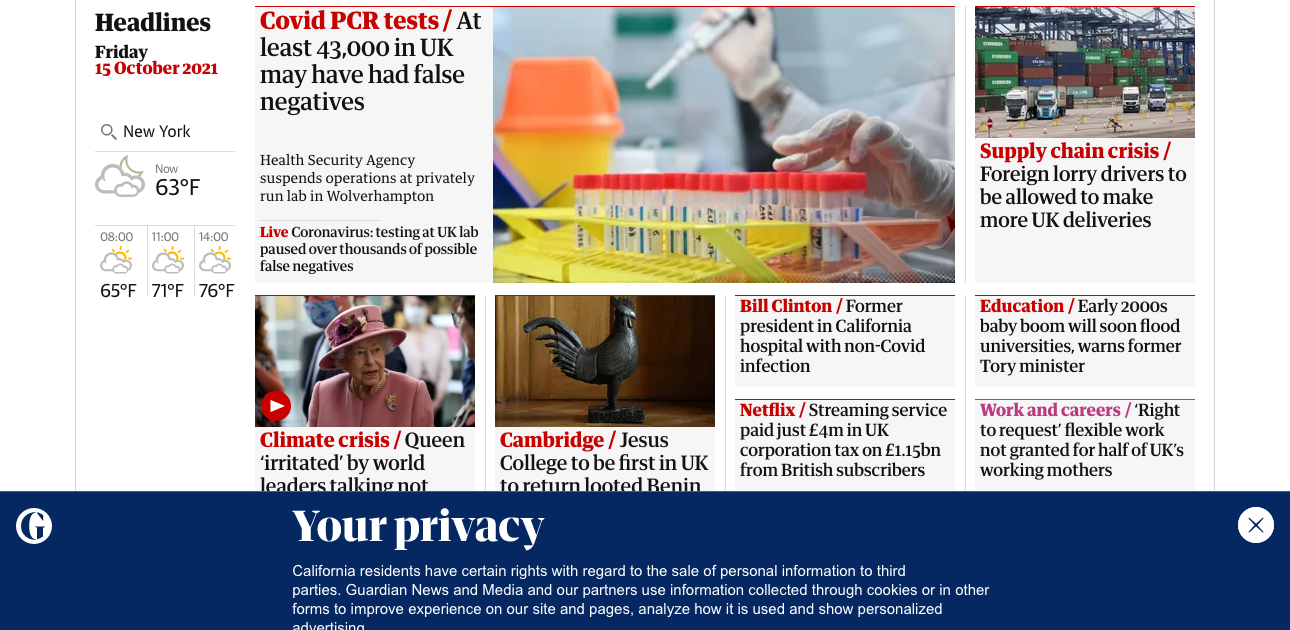 Headlines
Friday
15 October 2021
New York
Now
63°F
08:00
65°F
11:00
71°F
14:00
76°F
Covid PCR tests / At
least 43,000 in UK
may have had false
negatives
Health Security Agency
suspends operations at privately
run lab in Wolverhampton
Live Coronavirus: testing at UK lab
paused over thousands of possible
false negatives
Supply chain crisis /
Foreign lorry drivers to
be allowed to make
more UK deliveries
Climate crisis / Queen
‘irritated’ by world
leaders talking not
Cambridge / Jesus
College to be first in UK
to return looted Benin
Bill Clinton / Former
president in California
hospital with non-Covid
infection
Netflix / Streaming service
paid just £4m in UK
corporation tax on £1.15bn
from British subscribers
Education / Early 2000s
baby boom will soon flood
universities, warns former
Tory minister
Work and careers / ‘Right
to request’ flexible work
not granted for half of UK’s
working mothers
G
Your privacy
California residents have certain rights with regard to the sale of personal information to third
parties. Guardian News and Media and our partners use information collected through cookies or in other
forms to improve experience on our site and pages, analyze how it is used and show personalized
advertising.